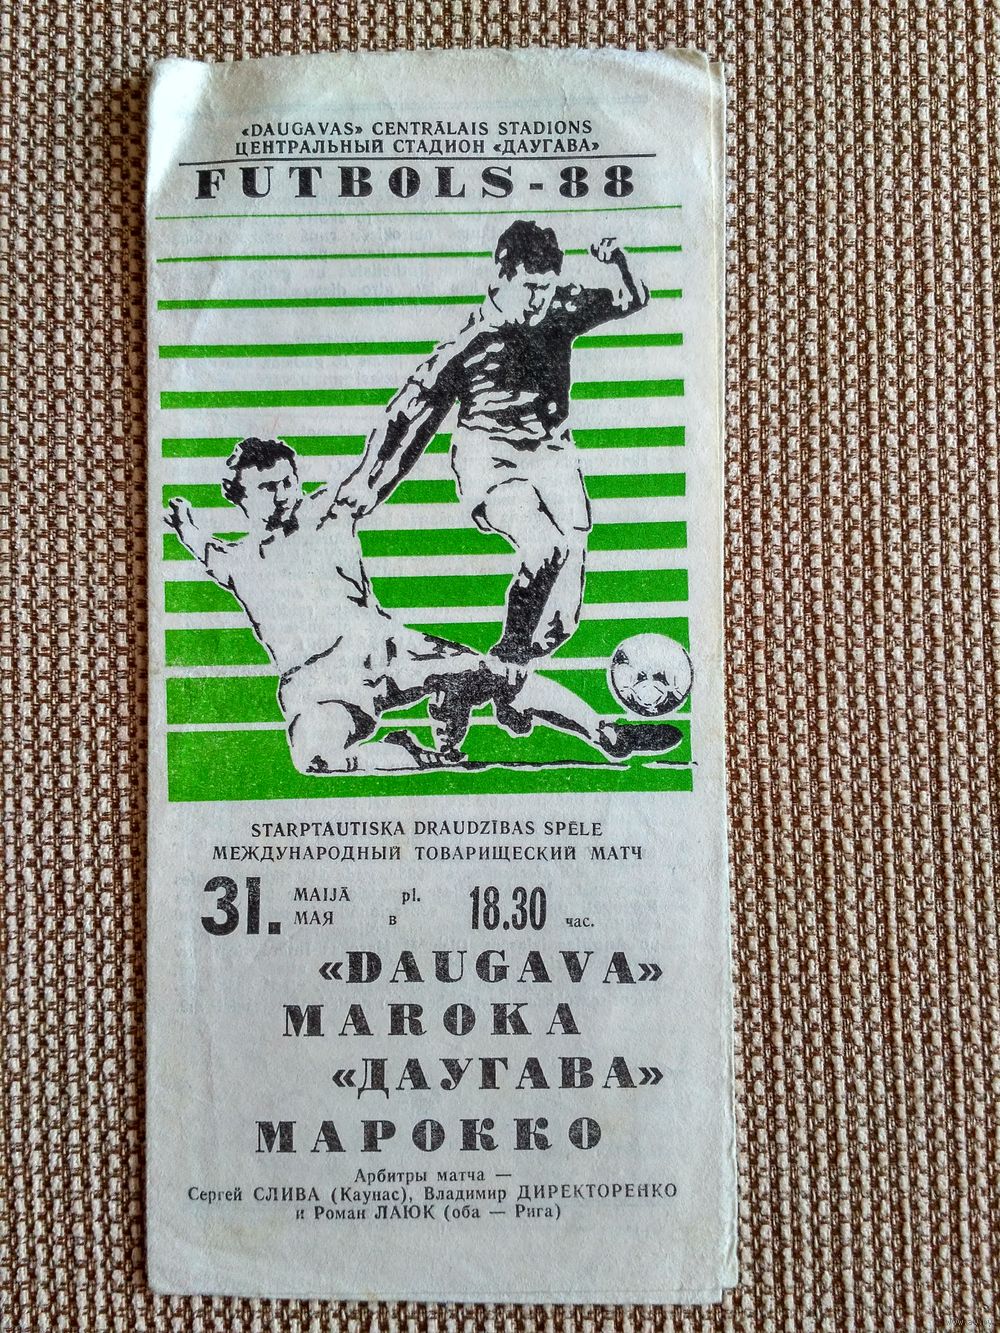 «DAUGAVAS» CENTRĀLAIS STADIONS
ЦЕНТРАЛЬНЫЙ СТАДИОН «ДАУГАВА»
FUTBOLS-88
STARPTAUTISKA DRAUDZĪBAS SPĒLE
МЕЖДУНАРОДНЫЙ ТОВАРИЩЕСКИЙ МАТЧ
31. MAIJĀ pl. 18.30
МАЯ в час.
«DAUGAVA»
MAROKA
«ДАУГАВА»
МАРОККО
Арбитры матча —
Сергей СЛИВА (Каунас), Владимир ДИРЕКТОРЕНКО
и Роман ЛАЮК (оба — Рига)